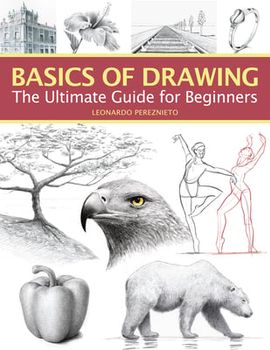 BASICS OF DRAWING
The Ultimate Guide for Beginners
LEONARDO PEREZNIETO